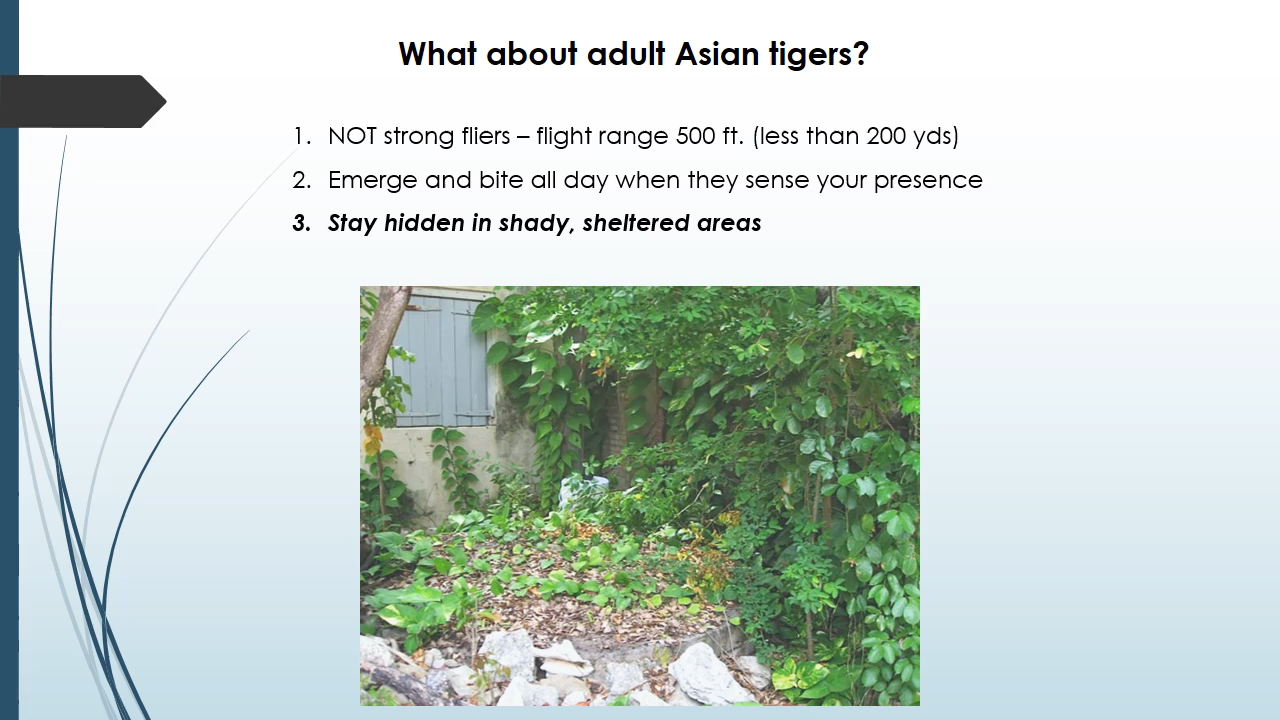 What about adult Asian tigers?
1. NOT strong fliers – flight range 500 ft. (less than 200 yds)
2. Emerge and bite all day when they sense your presence
3. Stay hidden in shady, sheltered areas